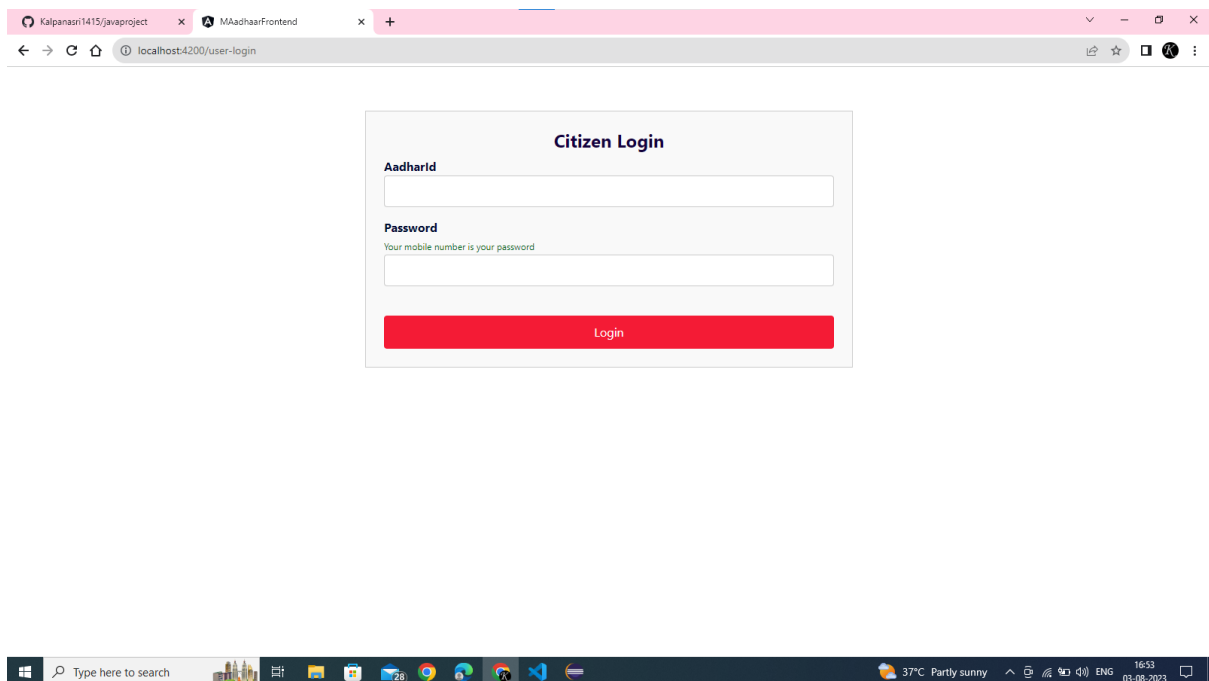 Kalpanasri1415/javaproject
MAadhaarFrontend
localhost:4200/user-login
Citizen Login
AadharId
Password
Your mobile number is your password
Login
Type here to search
28
37°C Partly sunny
ENG
16:53
03-08-2023